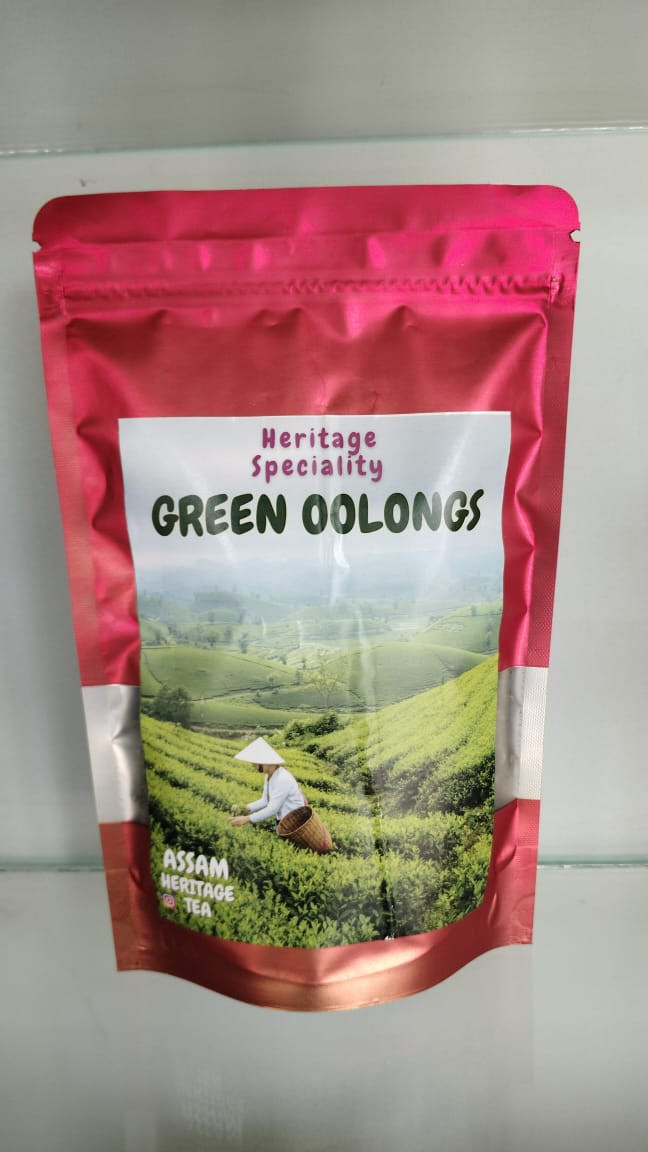 Heritage
Speciality
GREEN OOLONGS
ASSAM
HERITAGE
TEA